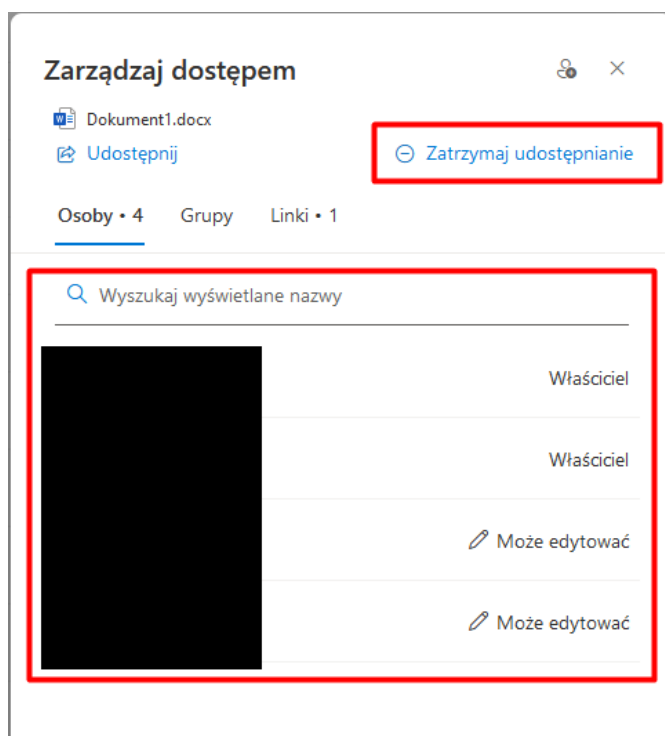 Zarządzaj dostępem
Dokument1.docx
Udostępnij
Zatrzymaj udostępnianie
Osoby • 4 Grupy Linki • 1
Wyszukaj wyświetlane nazwy
Właściciel
Właściciel
Może edytować
Może edytować